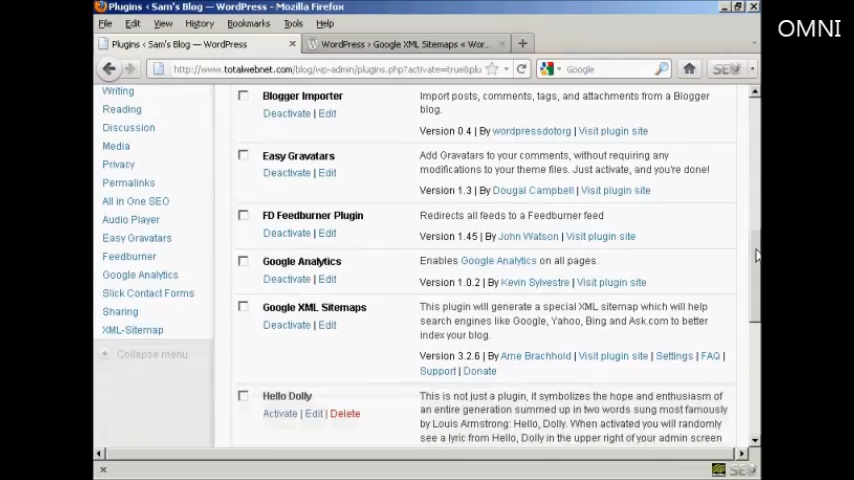 Plugins ‹ Sam's Blog — WordPress - Mozilla Firefox
OMNI
File Edit View History Bookmarks Tools Help
Plugins ‹ Sam's Blog — WordPress
WordPress › Google XML Sitemaps « Wor...
http://www.totalwebnet.com/blog/wp-admin/plugins.php?activate=true&plu
Google
SEO
Writing
Reading
Discussion
Media
Privacy
Permalinks
All in One SEO
Audio Player
Easy Gravatars
Feedburner
Google Analytics
Slick Contact Forms
Sharing
XML-Sitemap
Collapse menu
Blogger Importer
Deactivate | Edit
Import posts, comments, tags, and attachments from a Blogger
blog.
Version 0.4 | By wordpressdotorg | Visit plugin site
Easy Gravatars
Deactivate | Edit
Add Gravatars to your comments, without requiring any
modifications to your theme files. Just activate, and you're done!
Version 1.3 | By Dougal Campbell | Visit plugin site
FD Feedburner Plugin
Deactivate | Edit
Redirects all feeds to a Feedburner feed
Version 1.45 | By John Watson | Visit plugin site
Google Analytics
Deactivate | Edit
Enables Google Analytics on all pages.
Version 1.0.2 | By Kevin Sylvestre | Visit plugin site
Google XML Sitemaps
Deactivate | Edit
This plugin will generate a special XML sitemap which will help
search engines like Google, Yahoo, Bing and Ask.com to better
index your blog.
Version 3.2.6 | By Arne Brachhold | Visit plugin site | Settings | FAQ |
Support | Donate
Hello Dolly
Activate | Edit | Delete
This is not just a plugin, it symbolizes the hope and enthusiasm of
an entire generation summed up in two words sung most famously
by Louis Armstrong: Hello, Dolly. When activated you will randomly
see a lyric from Hello, Dolly in the upper right of your admin screen
SEO